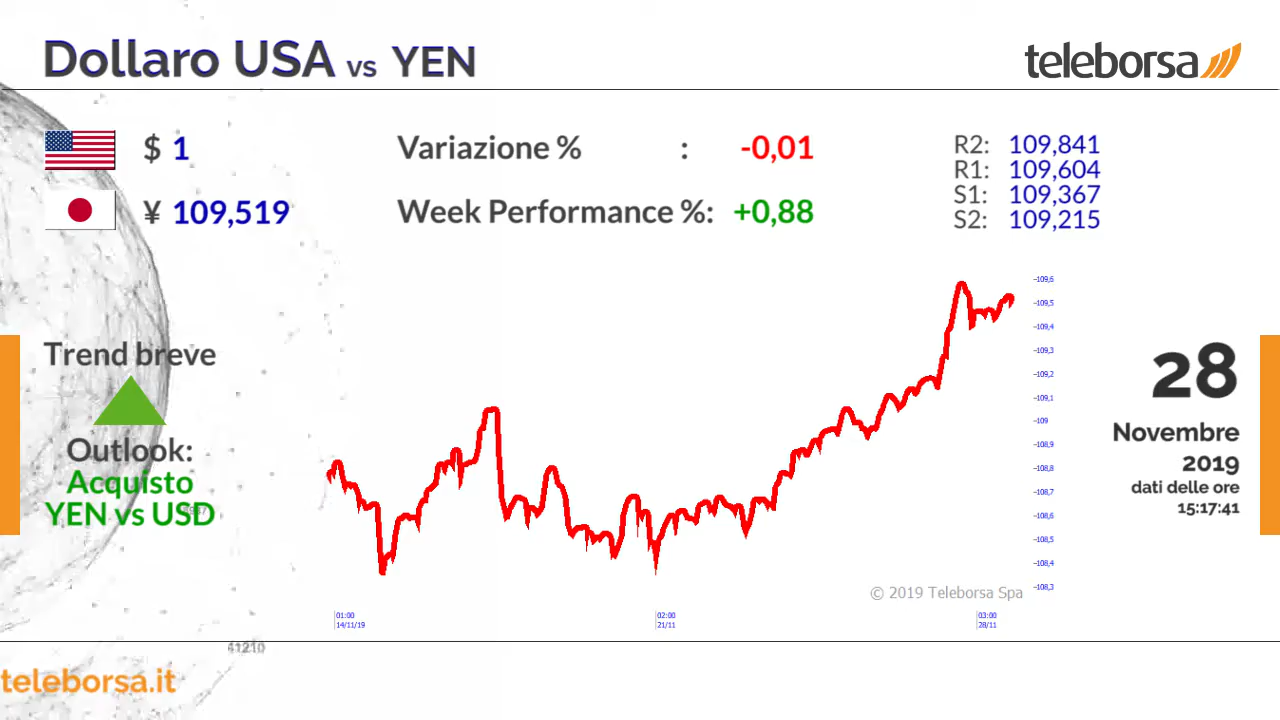 Dollaro USA vs YEN
teleborsa
$ 1
¥ 109,519
Variazione % : -0,01
Week Performance %: +0,88
R2: 109,841
R1: 109,604
S1: 109,367
S2: 109,215
Trend breve
Outlook:
Acquisto
YEN vs USD
109,6
109,5
109,4
109,3
109,2
109,1
109
108,9
108,8
108,7
108,6
108,5
108,4
108,3
© 2019 Teleborsa Spa
01:00
14/11/19
02:00
21/11
03:00
28/11
28
Novembre
2019
dati delle ore
15:17:41
41210
teleborsa.it